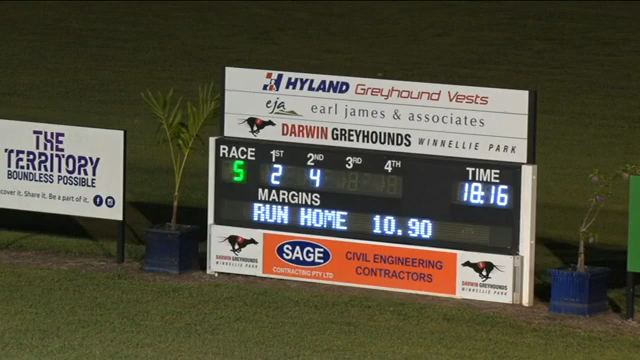 HYLAND Greyhound Vests
eja earl james & associates
DARWIN GREYHOUNDS WINNELLIE PARK
THE
TERRITORY
BOUNDLESS POSSIBLE
cover it. Share it. Be a part of it.
RACE 1ST 2ND 3RD 4TH TIME
5 2 4 18:16
MARGINS
RUN HOME 10.90
DARWIN GREYHOUNDS
WINNELLIE PARK
SAGE
CONTRACTING PTY LTD
CIVIL ENGINEERING
CONTRACTORS
DARWIN GREYHOUNDS
WINNELLIE PARK